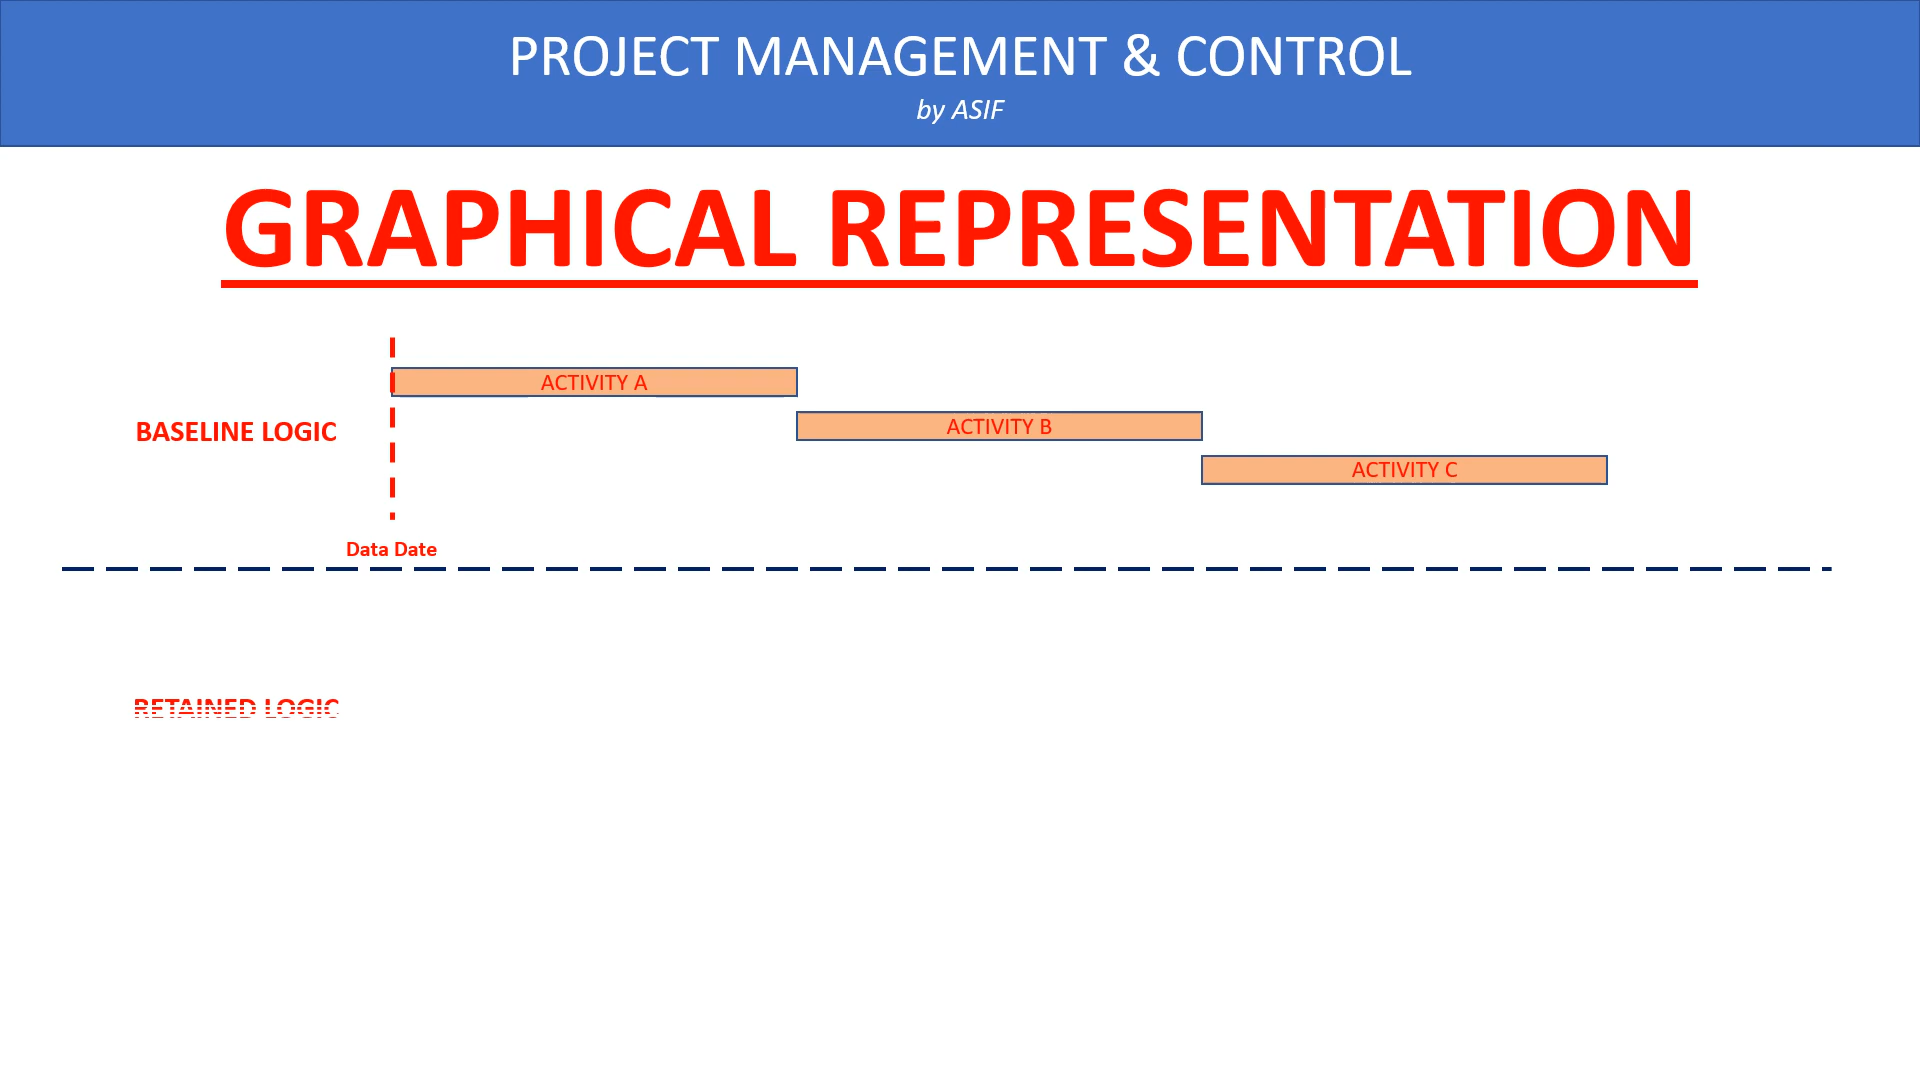 PROJECT MANAGEMENT & CONTROL
by ASIF
GRAPHICAL REPRESENTATION
ACTIVITY A
BASELINE LOGIC
ACTIVITY B
ACTIVITY C
Data Date
RETAINED LOGIC